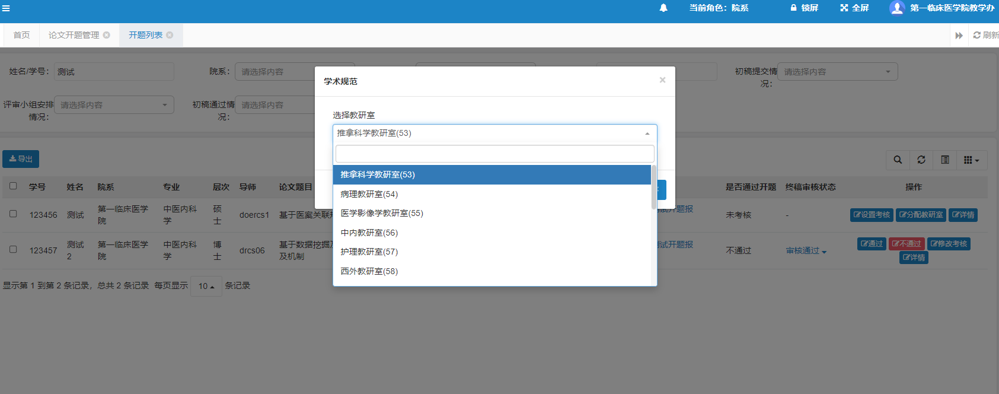 当前角色：院系 锁屏 全屏 第一临床医学院教学办
首页 论文开题管理 开题列表 刷新
姓名/学号： 测试 院系： 请选择内容 初稿提交情况： 请选择内容
评审小组安排情况： 请选择内容 初稿通过情况： 请选择内容
学术规范 ×
选择教研室
推拿科学教研室(53)
推拿科学教研室(53)
病理教研室(54)
医学影像学教研室(55)
中内教研室(56)
护理教研室(57)
西外教研室(58)
导出
学号 姓名 院系 专业 层次 导师 论文题目 是否通过开题 终稿审核状态 操作
123456 测试 第一临床医学院 中医内科学 硕士 doercs1 基于医案关联 开题报 未考核 - 设置考核 分配教研室 详情
123457 测试2 第一临床医学院 中医内科学 博士 drcs06 基于数据挖掘及机制 测试开题报 不通过 审核通过 通过 不通过 修改考核 详情
显示第 1 到第 2 条记录，总共 2 条记录 每页显示 10 条记录